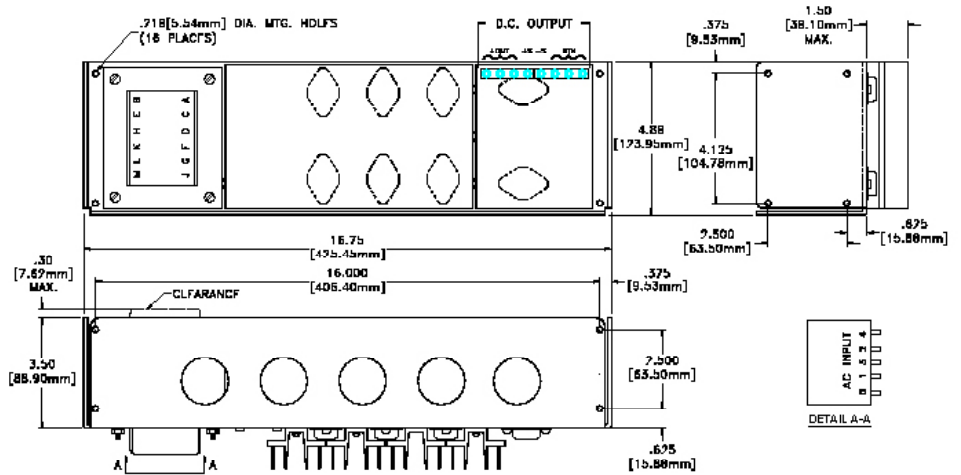 .218[5.54mm] DIA. MTG. HOLES
(16 PLACES)
D.C. OUTPUT
.375
[9.53mm]
1.50
[38.10mm]
MAX.
M L K H E B
J G F D C A
4.88
[123.95mm]
4.125
[104.78mm]
2.500
[63.50mm]
.625
[15.88mm]
16.75
[425.45mm]
16.000
[406.40mm]
.375
[9.53mm]
.30
[7.62mm]
MAX.
CLEARANCE
3.50
[88.90mm]
2.500
[63.50mm]
.625
[15.88mm]
A A
AC INPUT
DETAIL A-A